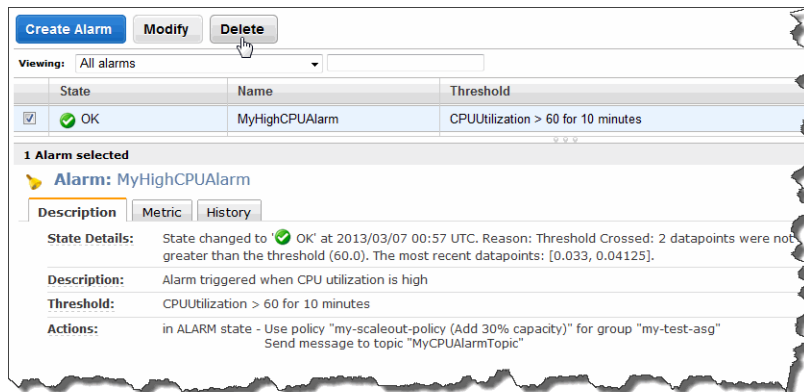 Create Alarm Modify Delete
Viewing: All alarms
State Name Threshold
OK MyHighCPUAlarm CPUUtilization > 60 for 10 minutes
1 Alarm selected
Alarm: MyHighCPUAlarm
Description Metric History
State Details: State changed to 'OK' at 2013/03/07 00:57 UTC. Reason: Threshold Crossed: 2 datapoints were not
greater than the threshold (60.0). The most recent datapoints: [0.033, 0.04125].
Description: Alarm triggered when CPU utilization is high
Threshold: CPUUtilization > 60 for 10 minutes
Actions: in ALARM state - Use policy "my-scaleout-policy (Add 30% capacity)" for group "my-test-asg"
Send message to topic "MyCPUAlarmTopic"